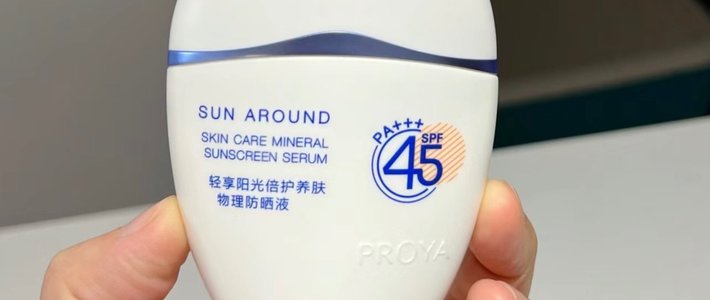 SUN AROUND
SKIN CARE MINERAL
SUNSCREEN SERUM
轻享阳光倍护养肤
物理防晒液
PA+++
SPF
45
PROYA